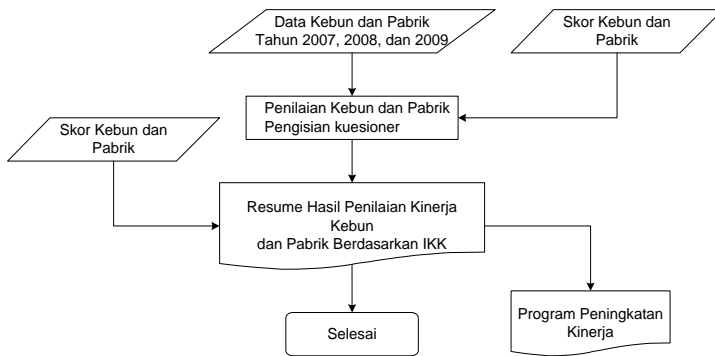 Data Kebun dan Pabrik
Tahun 2007, 2008, dan 2009
Skor Kebun dan
Pabrik
Penilaian Kebun dan Pabrik
Pengisian kuesioner
Skor Kebun dan
Pabrik
Resume Hasil Penilaian Kinerja
Kebun
dan Pabrik Berdasarkan IKK
Selesai
Program Peningkatan
Kinerja